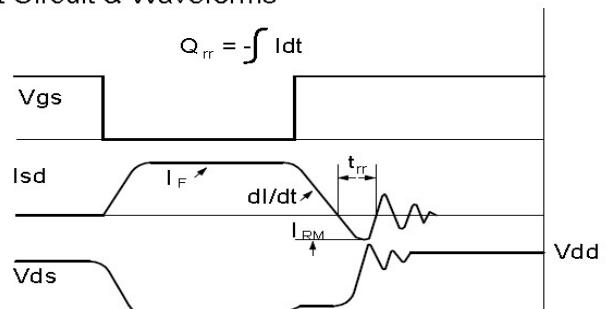 Circuit & Waveforms
Q rr = -∫ Idt
Vgs
Isd
I F
dI/dt
t rr
I RM
Vdd
Vds